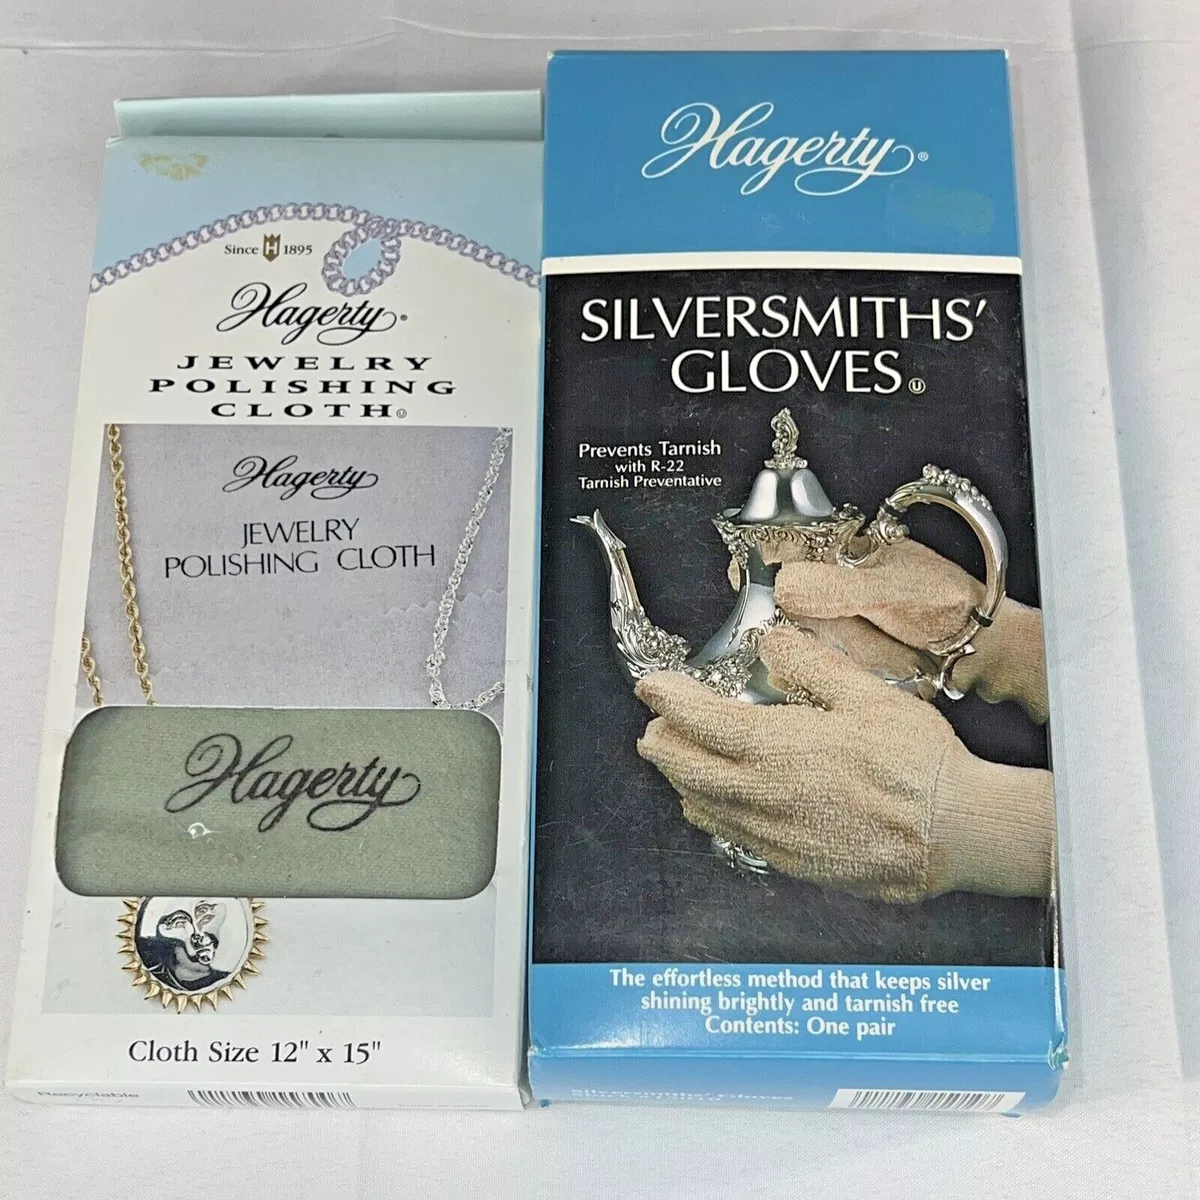 Since H 1895
Hagerty®
JEWELRY
POLISHING
CLOTH Ⓤ
Hagerty
JEWELRY
POLISHING CLOTH
Hagerty
Cloth Size 12" x 15"
Recyclable
Hagerty®
SILVERSMITHS'
GLOVES Ⓤ
Prevents Tarnish
with R-22
Tarnish Preventative
The effortless method that keeps silver
shining brightly and tarnish free
Contents: One pair
Silversmiths' Gloves